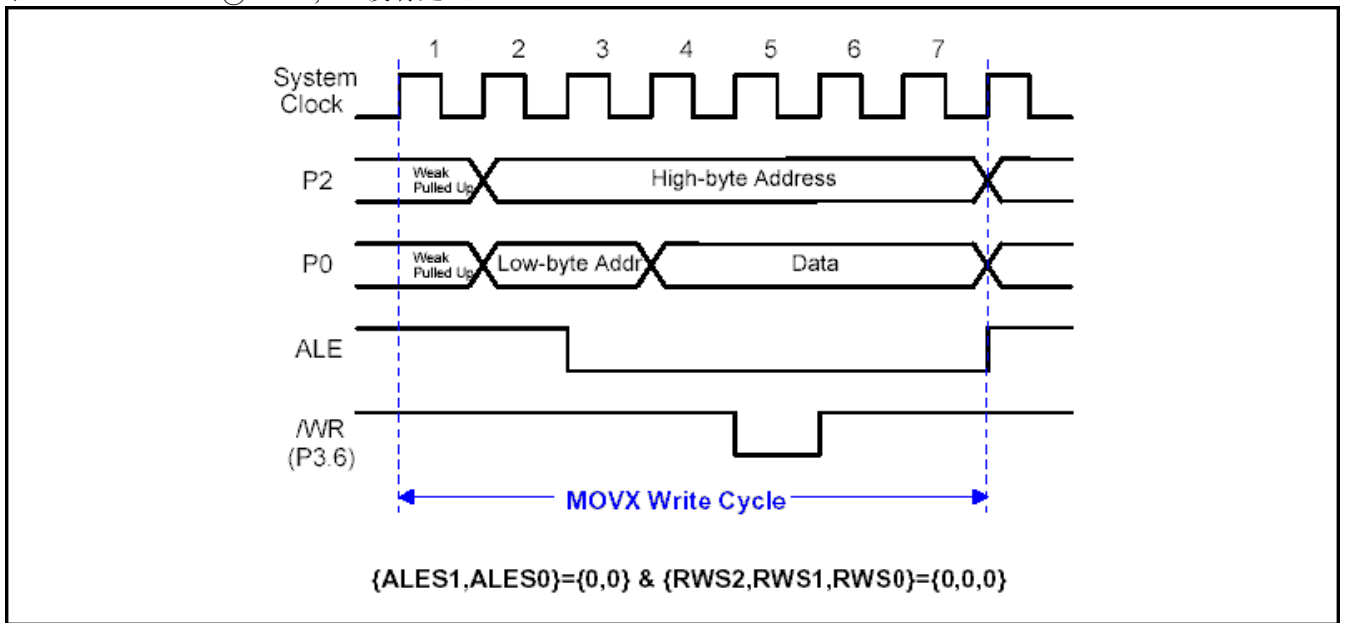 1 2 3 4 5 6 7
System
Clock
P2
Weak
Pulled Up
High-byte Address
P0
Weak
Pulled Up
Low-byte Addr
Data
ALE
/WR
(P3.6)
MOVX Write Cycle
{ALES1,ALES0}={0,0} & {RWS2,RWS1,RWS0}={0,0,0}